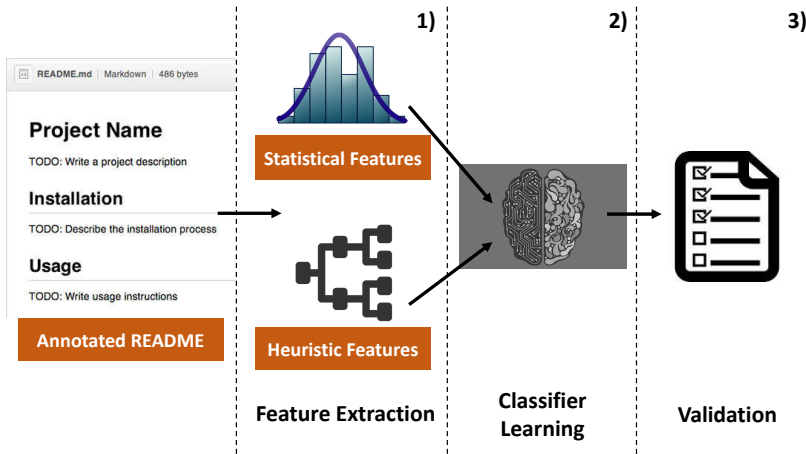 1)
2)
3)
README.md | Markdown | 486 bytes
Project Name
TODO: Write a project description
Installation
TODO: Describe the installation process
Usage
TODO: Write usage instructions
Annotated README
Statistical Features
Heuristic Features
Feature Extraction
Classifier
Learning
Validation